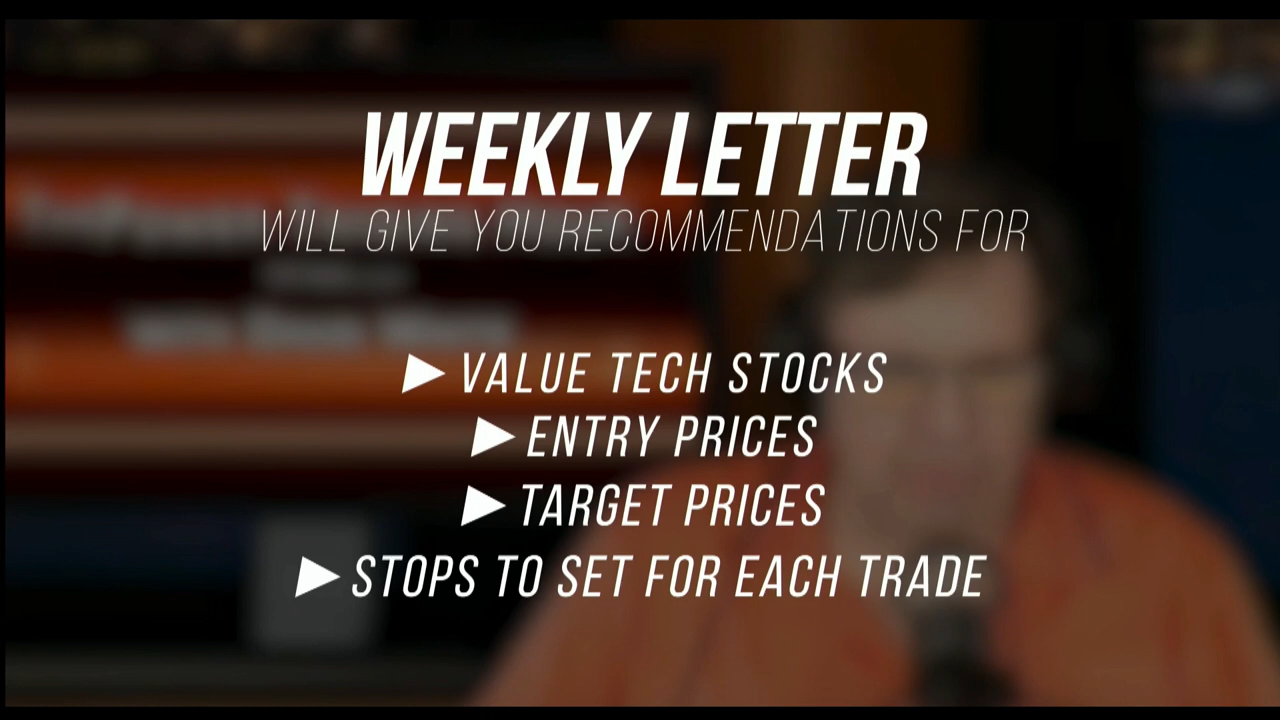 WEEKLY LETTER
WILL GIVE YOU RECOMMENDATIONS FOR
▶ VALUE TECH STOCKS
▶ ENTRY PRICES
▶ TARGET PRICES
▶ STOPS TO SET FOR EACH TRADE